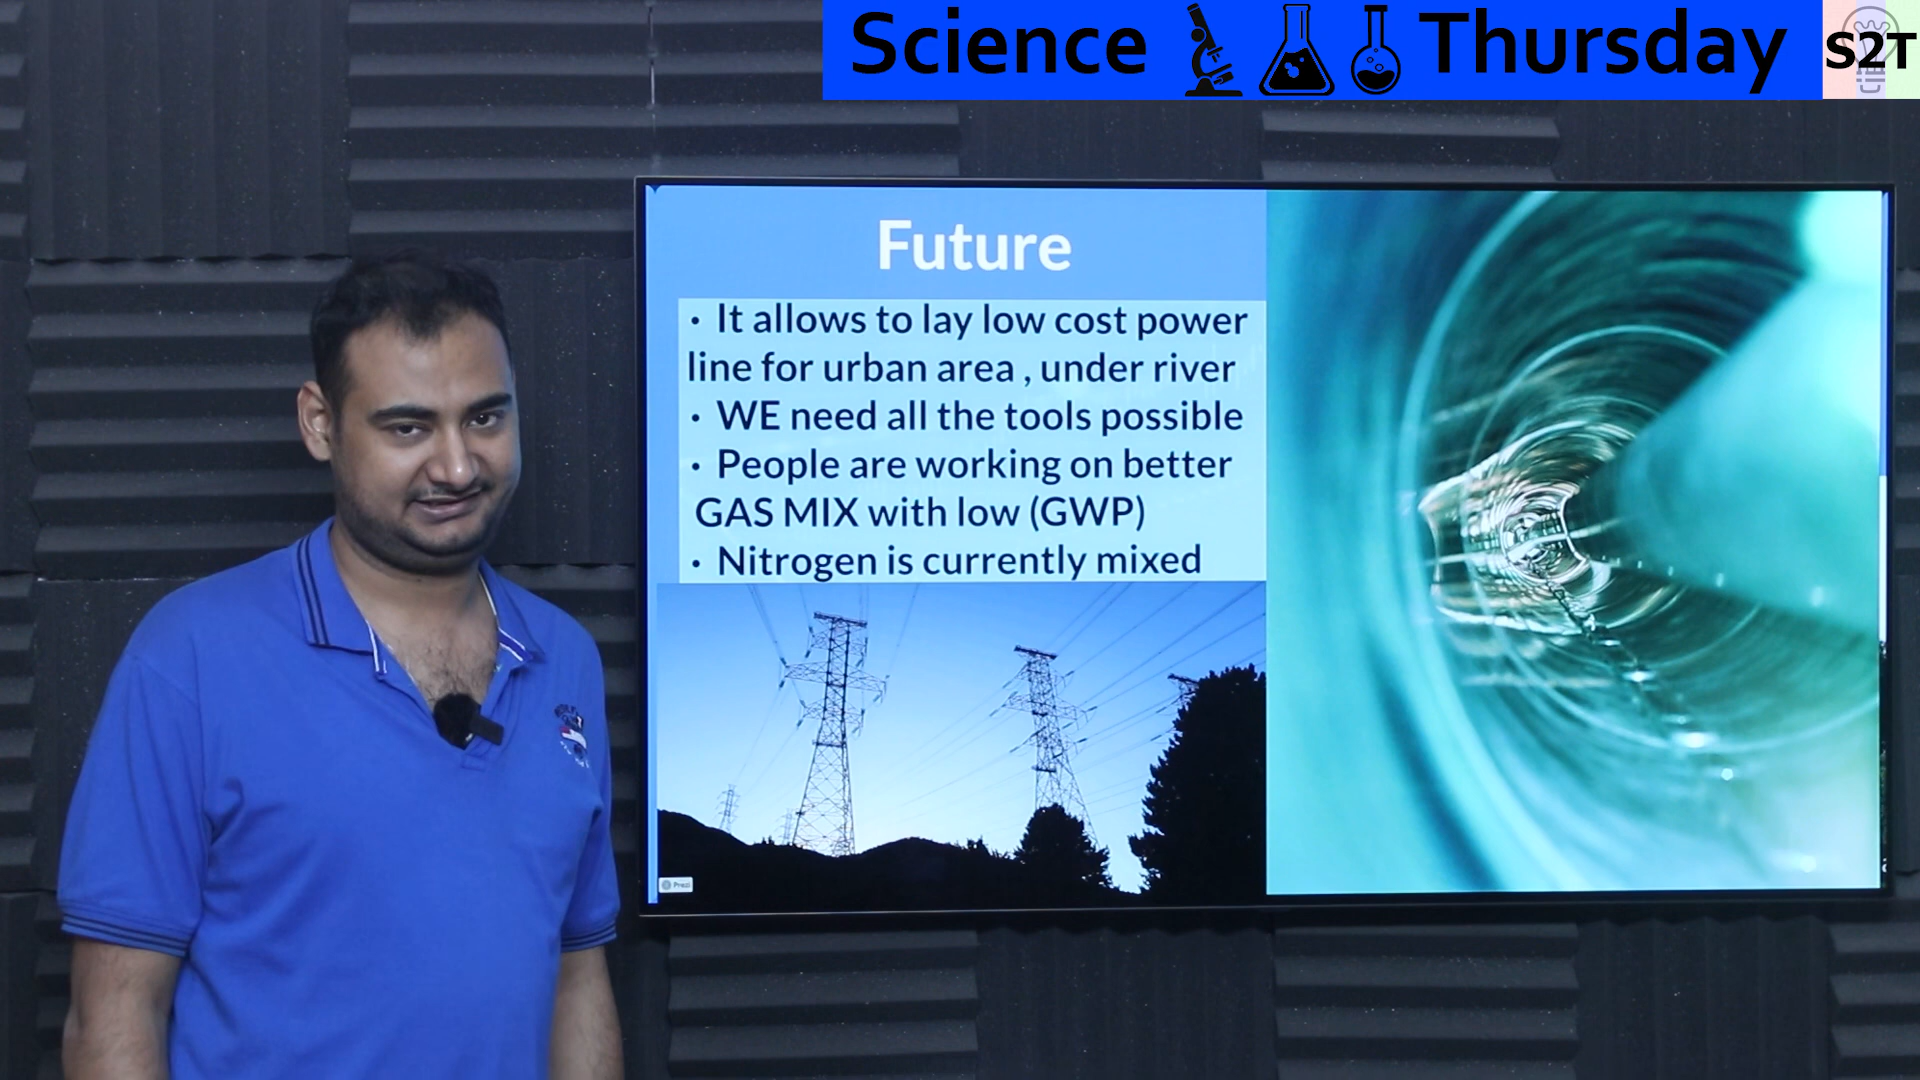 Science Thursday
S2T
Future
• It allows to lay low cost power
line for urban area , under river
• WE need all the tools possible
• People are working on better
GAS MIX with low (GWP)
• Nitrogen is currently mixed
Prezi